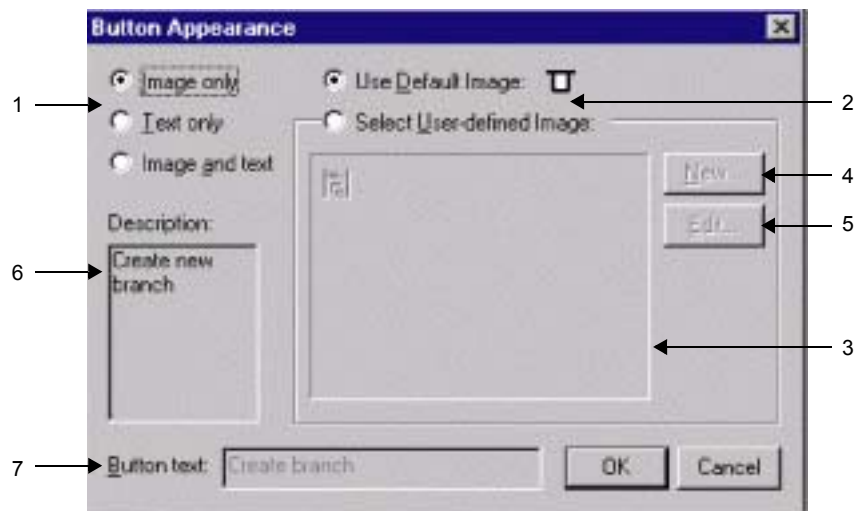 Button Appearance
Image only
Use Default Image:
1
2
Text only
Select User-defined Image:
Image and text
New...
4
Description:
Edit...
5
6
Create new
branch
3
7
Button text:
Create branch
OK
Cancel